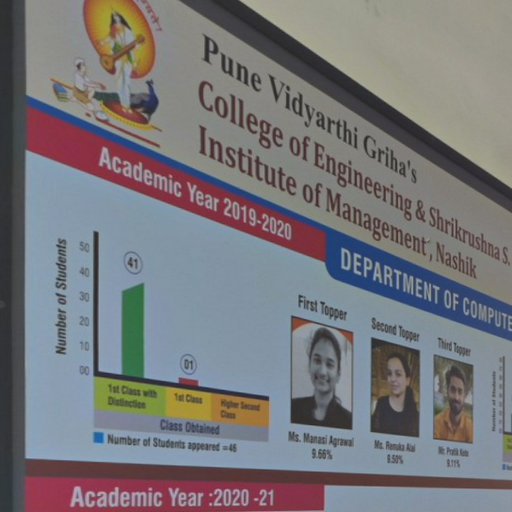 Pune Vidyarthi Griha's
College of Engineering & Shrikrushna S.
Institute of Management, Nashik
Academic Year 2019-2020
DEPARTMENT OF COMPUTE
Number of Students
50
40
30
20
10
00
41
01
1st Class with
Distinction
1st Class
Higher Second
Class
Class Obtained
Number of Students appeared =46
First Topper
Ms. Manasi Agrawal
9.66%
Second Topper
Ms. Renuka Alai
9.50%
Third Topper
Mr. Pratik
9.11%
Number of Students
Academic Year :2020 -21